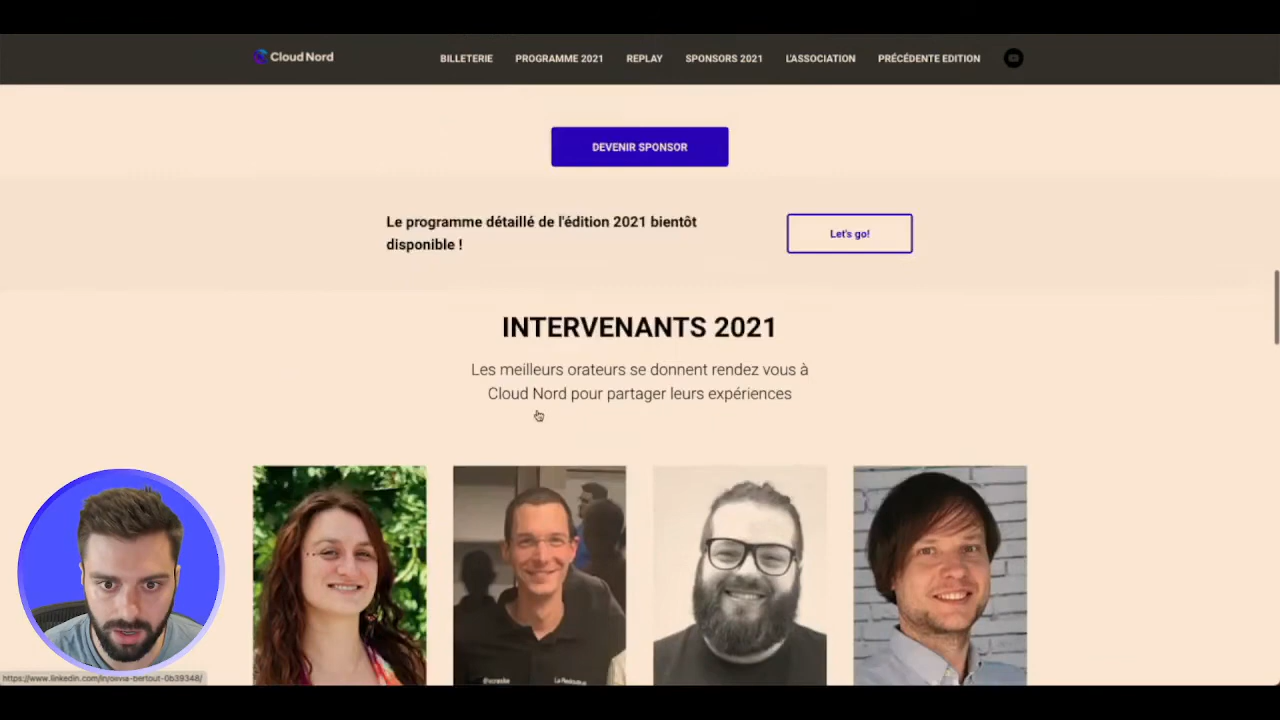 Cloud Nord
BILLETERIE PROGRAMME 2021 REPLAY SPONSORS 2021 L'ASSOCIATION PRÉCÉDENTE EDITION
DEVENIR SPONSOR
Le programme détaillé de l'édition 2021 bientôt
disponible !
Let's go!
INTERVENANTS 2021
Les meilleurs orateurs se donnent rendez vous à
Cloud Nord pour partager leurs expériences
La Redoute